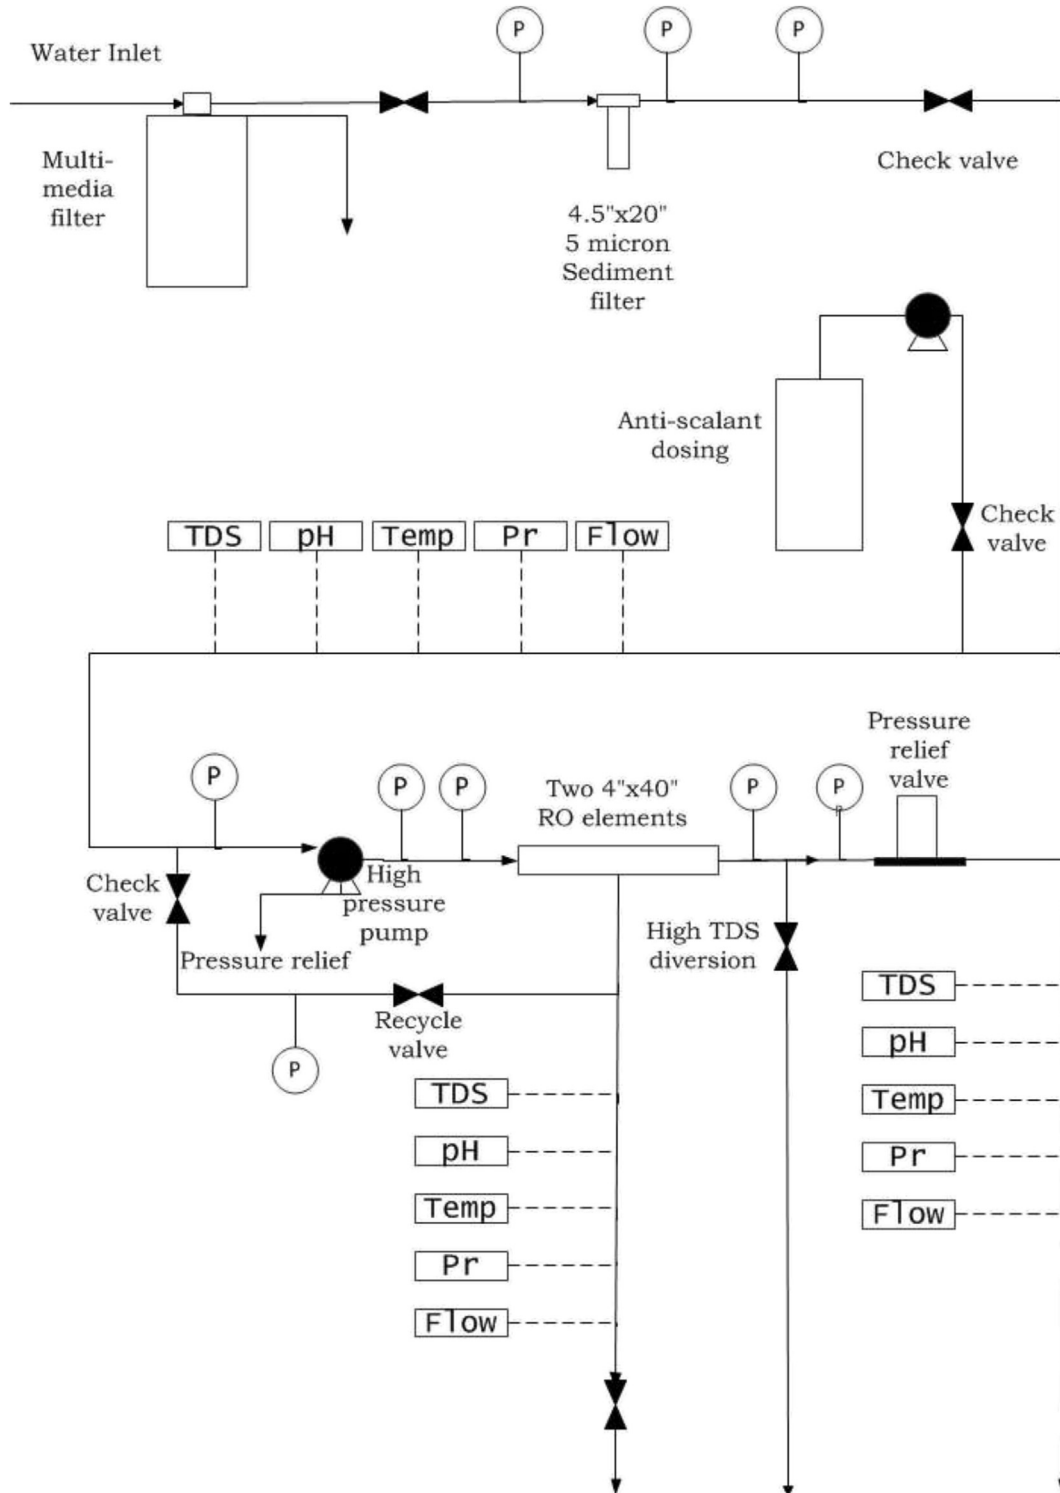 P
P
P
Water Inlet
Multi-
media
filter
Check valve
4.5"x20"
5 micron
Sediment
filter
Anti-scalant
dosing
Check
valve
TDS
pH
Temp
Pr
Flow
Pressure
relief
valve
P
P
P
Two 4"x40"
RO elements
P
P
P
Check
valve
High
pressure
pump
Pressure relief
High TDS
diversion
Recycle
valve
P
TDS
pH
Temp
Pr
Flow
TDS
pH
Temp
Pr
Flow